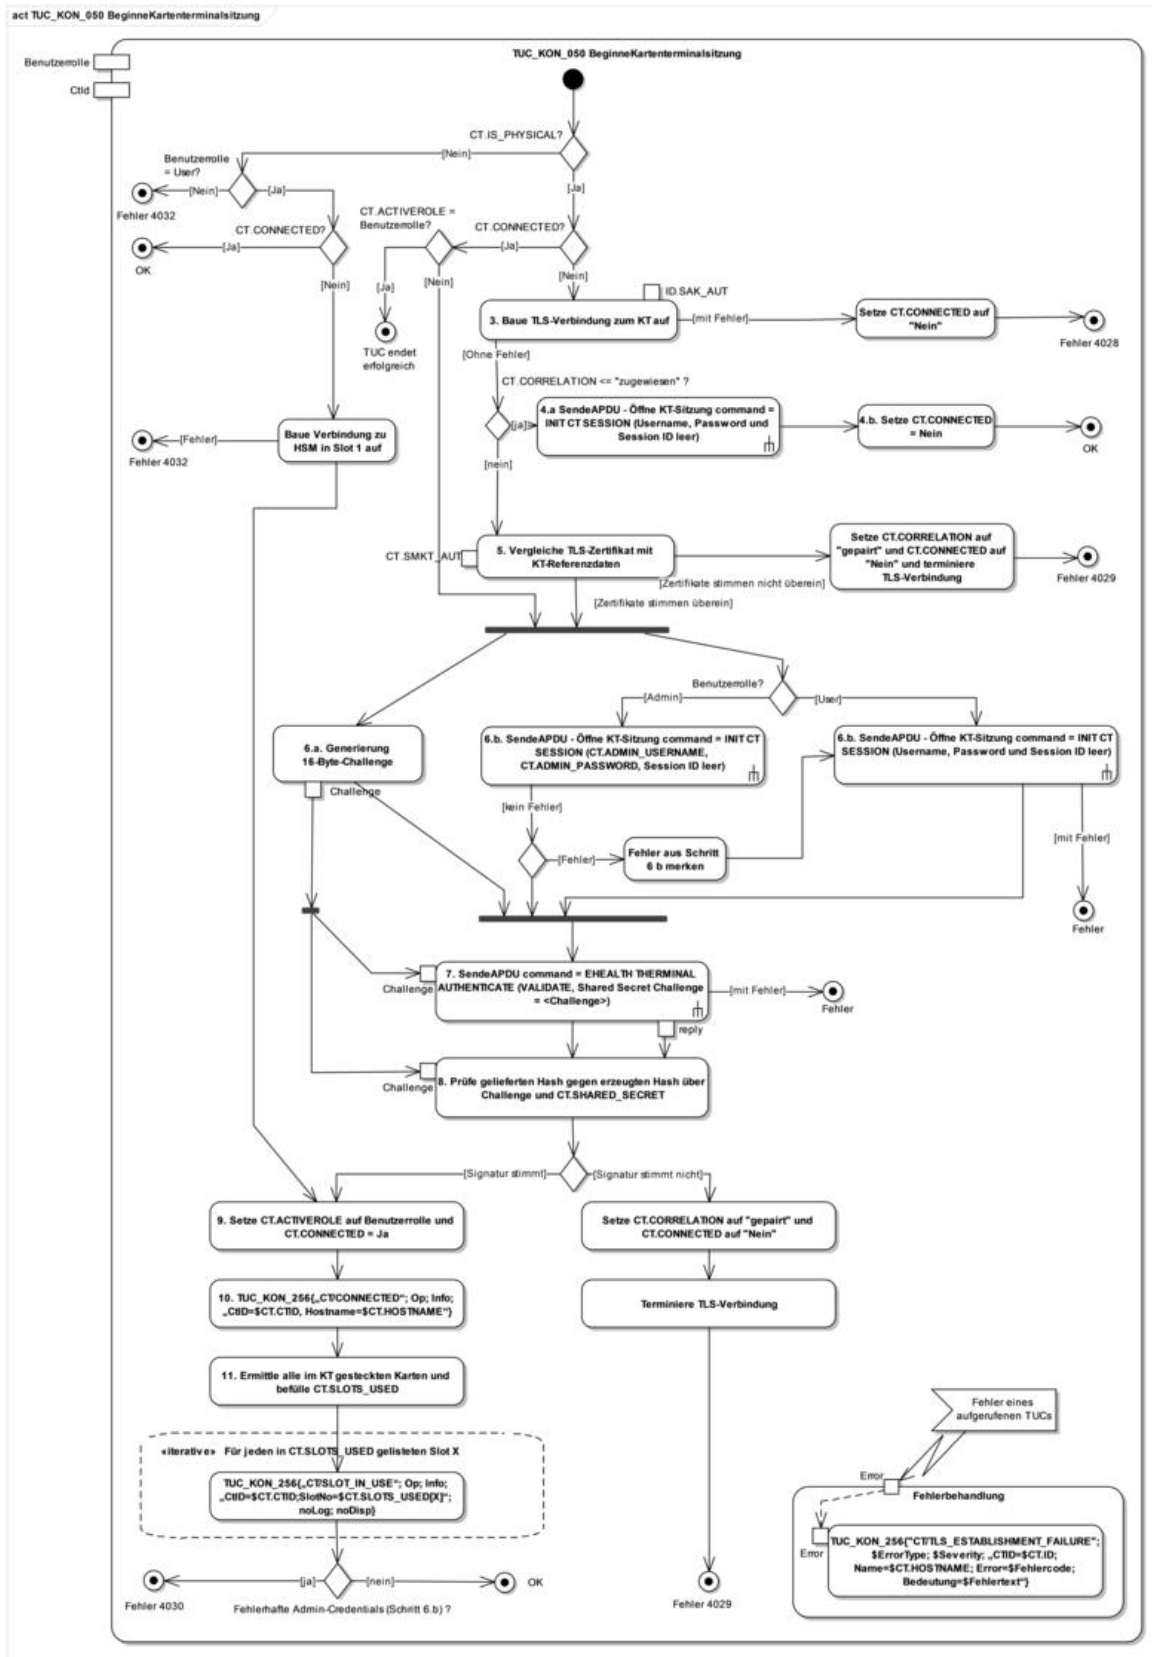 act TUC_KON_050 BeginneKartenterminalsitzung
TUC_KON_050 BeginneKartenterminalsitzung
Benutzerrolle
CtId
CT.IS_PHYSICAL?
[Nein]
[Ja]
Benutzerrolle
= User?
[Nein]
[Ja]
Fehler 4032
CT.CONNECTED?
[Ja]
OK
[Nein]
CT.ACTIVEROLE =
Benutzerrolle?
CT.CONNECTED?
[Ja]
[Nein]
[Ja]
[Nein]
TUC endet
erfolgreich
ID.SAK_AUT
3. Baue TLS-Verbindung zum KT auf
[mit Fehler]
Setze CT.CONNECTED auf
"Nein"
Fehler 4028
[Ohne Fehler]
CT.CORRELATION <= "zugewiesen" ?
[ja]
4.a SendeAPDU - Öffne KT-Sitzung command =
INIT CT SESSION (Username, Password und
Session ID leer)
4.b. Setze CT.CONNECTED
= Nein
OK
[nein]
Baue Verbindung zu
HSM in Slot 1 auf
[Fehler]
Fehler 4032
CT.SMKT_AUT
5. Vergleiche TLS-Zertifikat mit
KT-Referenzdaten
[Zertifikate stimmen nicht überein]
Setze CT.CORRELATION auf
"gepairt" und CT.CONNECTED auf
"Nein" und terminiere
TLS-Verbindung
Fehler 4029
[Zertifikate stimmen überein]
Benutzerrolle?
[Admin]
[User]
6.a. Generierung
16-Byte-Challenge
Challenge
6.b. SendeAPDU - Öffne KT-Sitzung command = INIT CT
SESSION (CT.ADMIN_USERNAME,
CT.ADMIN_PASSWORD, Session ID leer)
6.b. SendeAPDU - Öffne KT-Sitzung command = INIT CT
SESSION (Username, Password und Session ID leer)
[kein Fehler]
[Fehler]
Fehler aus Schritt
6 b merken
[mit Fehler]
Fehler
Challenge
7. SendeAPDU command = EHEALTH THERMINAL
AUTHENTICATE (VALIDATE, Shared Secret Challenge
= <Challenge>)
[mit Fehler]
Fehler
reply
Challenge
8. Prüfe gelieferten Hash gegen erzeugten Hash über
Challenge und CT.SHARED_SECRET
[Signatur stimmt]
[Signatur stimmt nicht]
9. Setze CT.ACTIVEROLE auf Benutzerrolle und
CT.CONNECTED = Ja
Setze CT.CORRELATION auf "gepairt" und
CT.CONNECTED auf "Nein"
10. TUC_KON_256{„CT/CONNECTED“; Op; Info;
„CtID=$CT.CTID, Hostname=$CT.HOSTNAME“}
Terminiere TLS-Verbindung
11. Ermittle alle im KT gesteckten Karten und
befülle CT.SLOTS_USED
«iterative» Für jeden in CT.SLOTS_USED gelisteten Slot X
TUC_KON_256{„CT/SLOT_IN_USE“; Op; Info;
„CtID=$CT.CTID;SlotNo=$CT.SLOTS_USED[X]“;
noLog; noDisp}
[ja]
[nein]
OK
Fehler 4030
Fehlerhafte Admin-Credentials (Schritt 6.b) ?
Fehler 4029
Fehler eines
aufgerufenen TUCs
Error
Fehlerbehandlung
Error
TUC_KON_256{"CT/TLS_ESTABLISHMENT_FAILURE";
$ErrorType; $Severity; „CTID=$CT.ID;
Name=$CT.HOSTNAME; Error=$Fehlercode;
Bedeutung=$Fehlertext“}